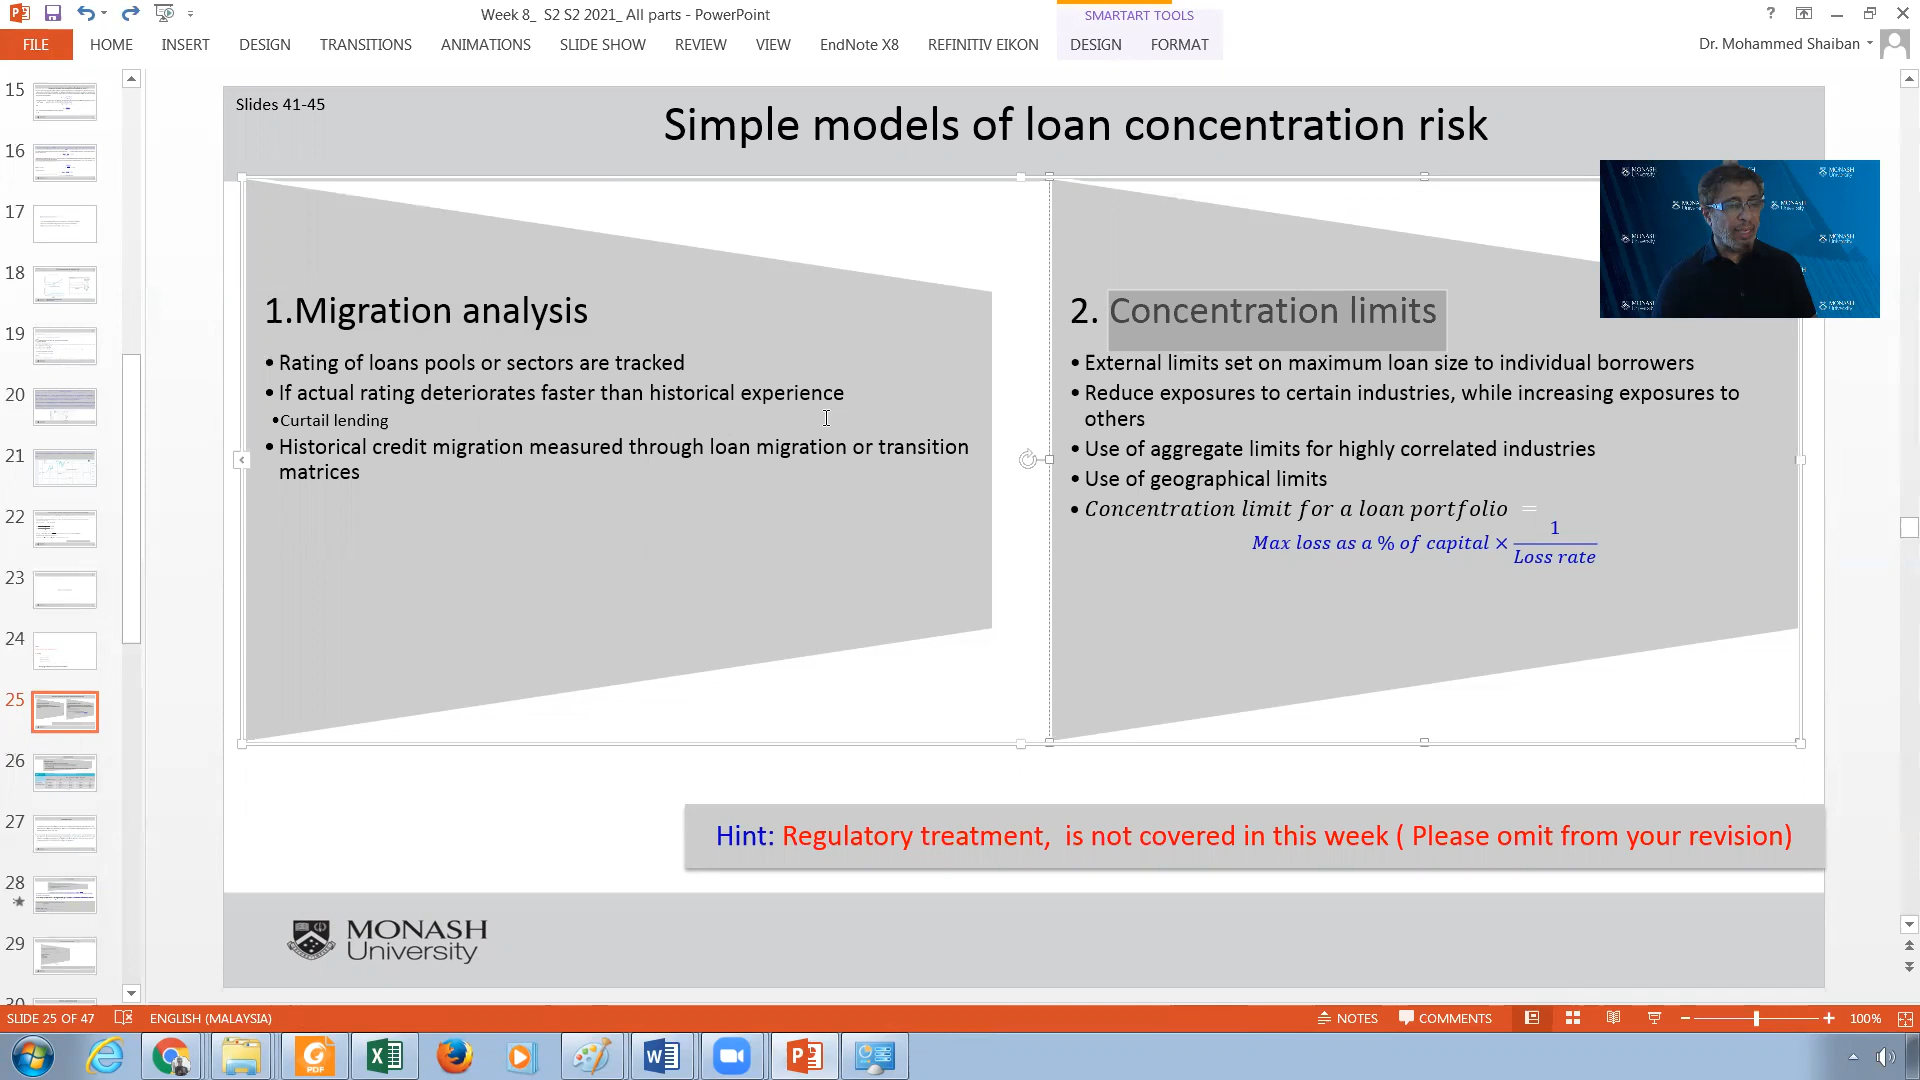 Week 8_  S2 S2 2021_ All parts - PowerPoint
SMARTART TOOLS
?
FILE
HOME
INSERT
DESIGN
TRANSITIONS
ANIMATIONS
SLIDE SHOW
REVIEW
VIEW
EndNote X8
REFINITIV EIKON
DESIGN
FORMAT
Dr. Mohammed Shaiban
15
16
17
18
19
20
21
22
23
24
25
26
27
28
29
Slides 41-45
Simple models of loan concentration risk
1.Migration analysis
• Rating of loans pools or sectors are tracked
• If actual rating deteriorates faster than historical experience
•Curtail lending
• Historical credit migration measured through loan migration or transition
matrices
2. Concentration limits
• External limits set on maximum loan size to individual borrowers
• Reduce exposures to certain industries, while increasing exposures to
others
• Use of aggregate limits for highly correlated industries
• Use of geographical limits
• Concentration limit for a loan portfolio =
Max loss as a % of capital × 1 / Loss rate
MONASH
University
Hint: Regulatory treatment,  is not covered in this week ( Please omit from your revision)
MONASH
University
SLIDE 25 OF 47
ENGLISH (MALAYSIA)
NOTES
COMMENTS
100%
PDF